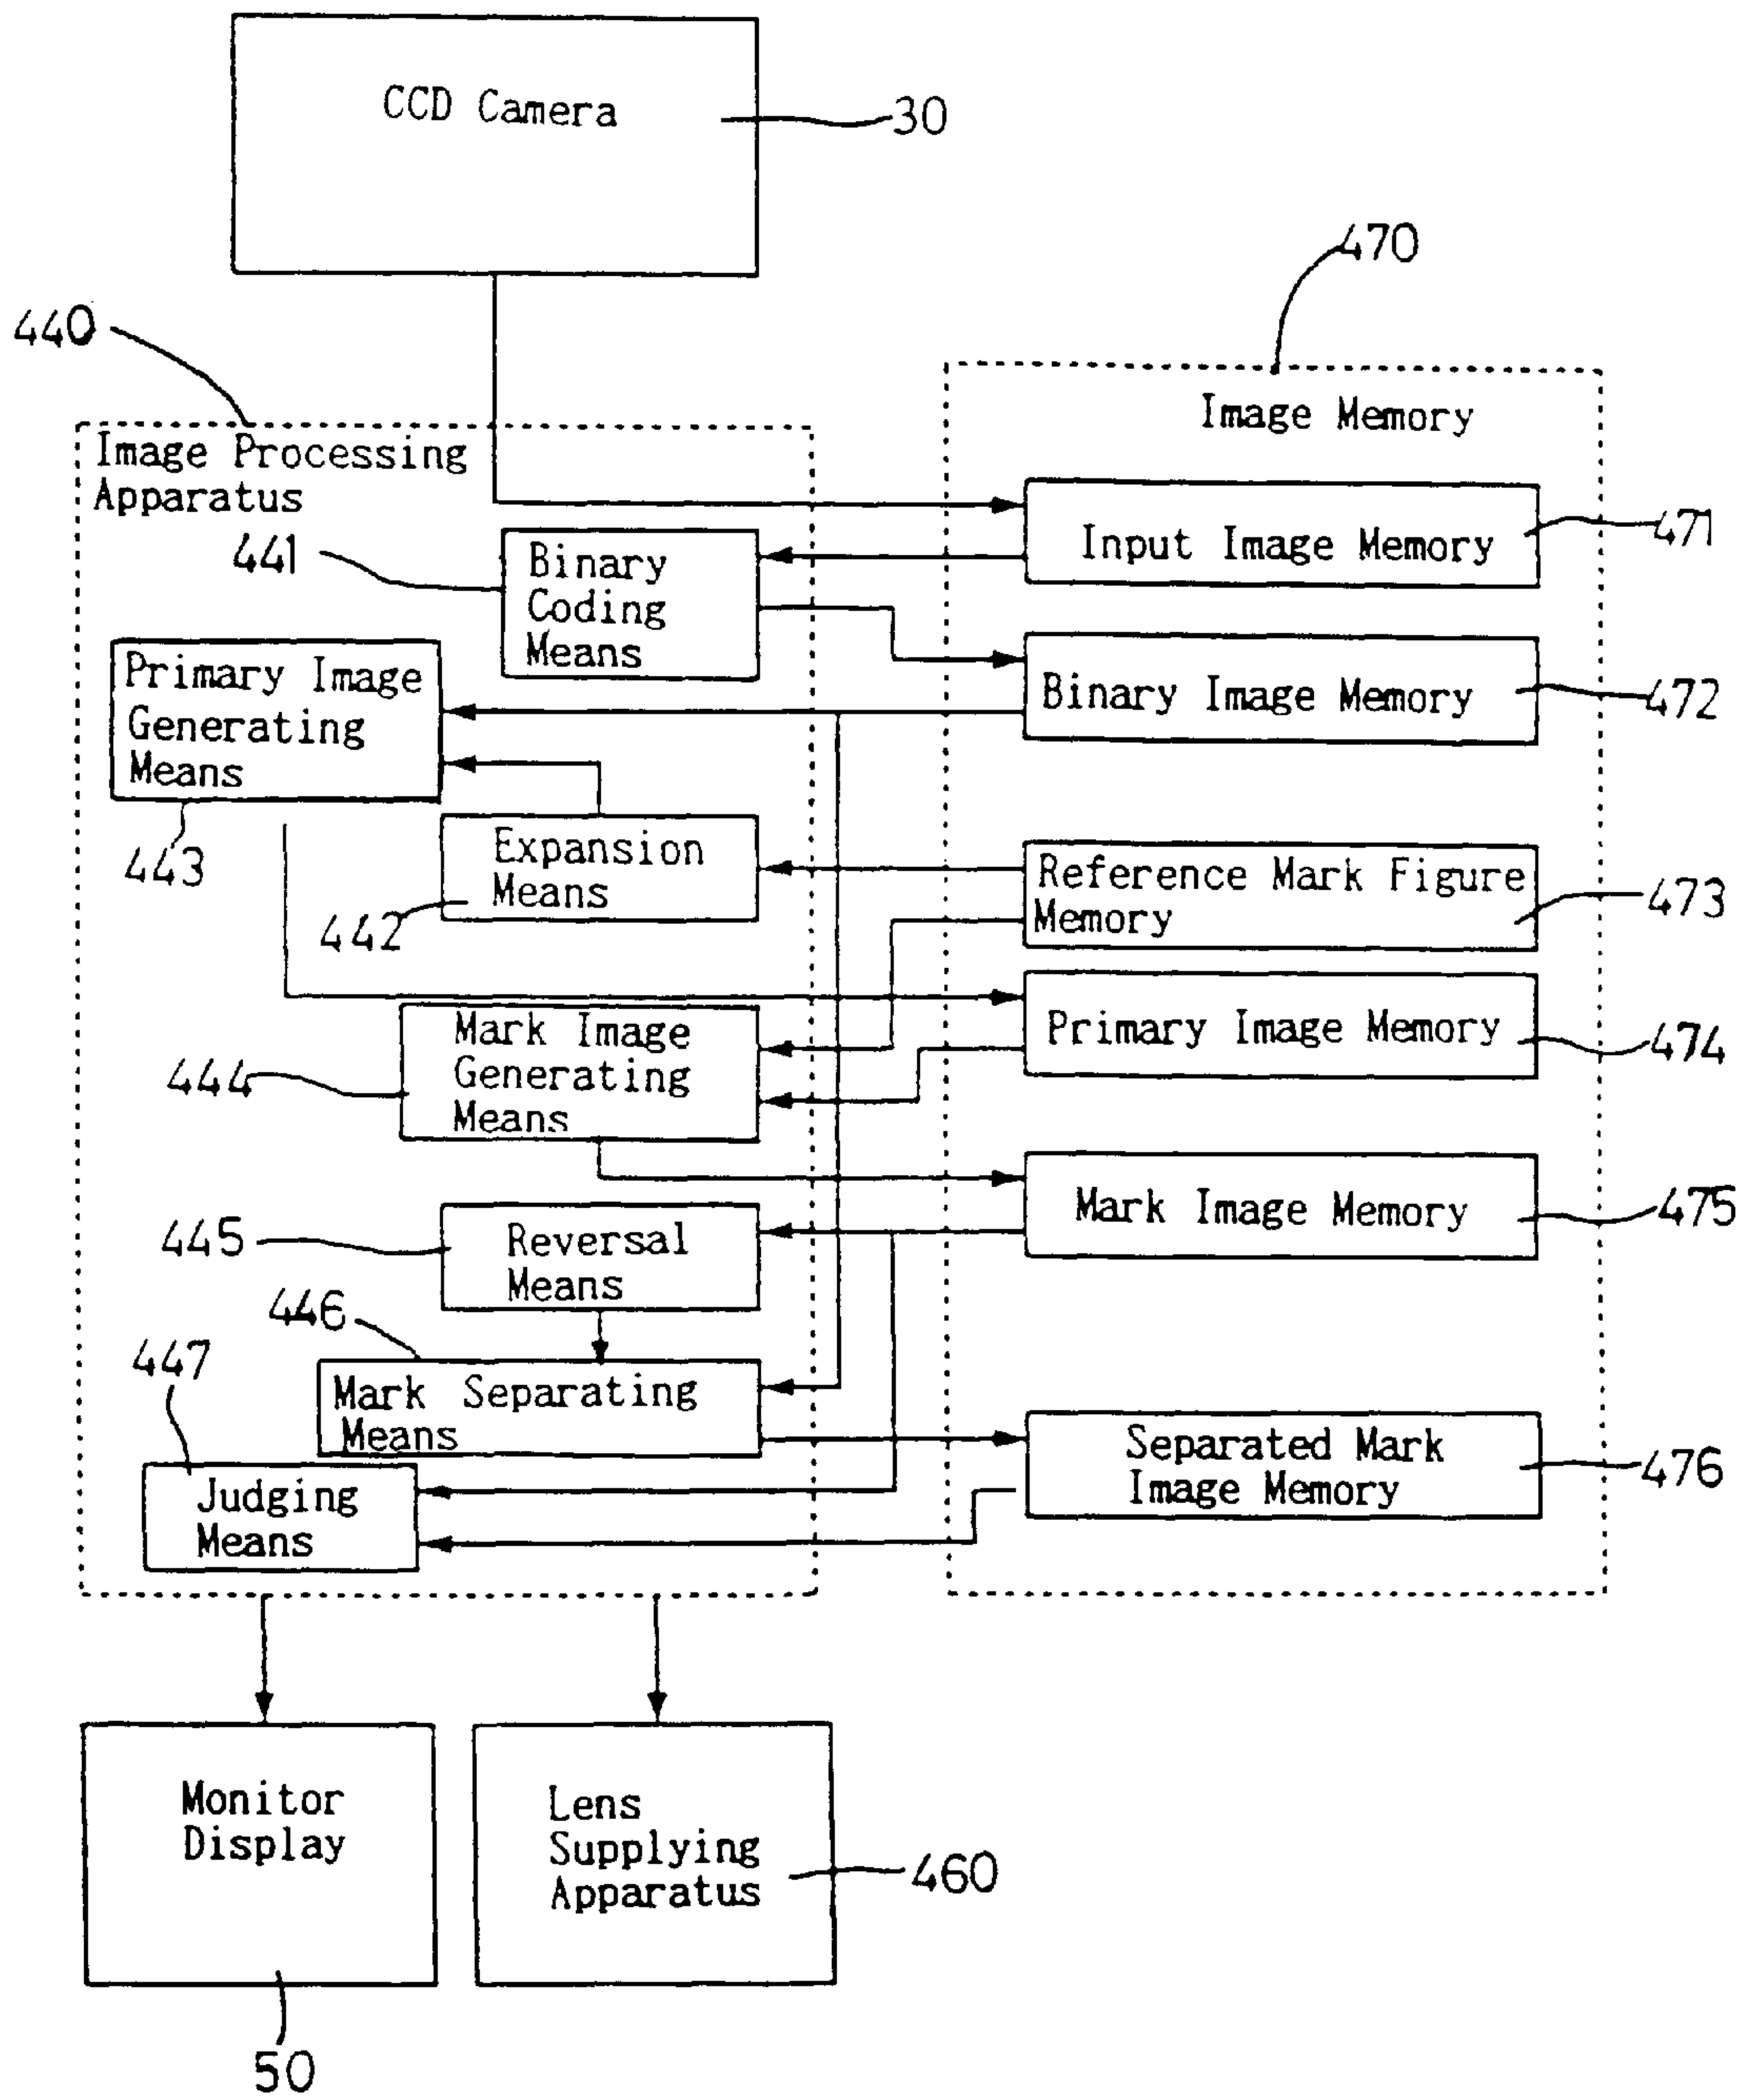 CCD Camera
30
470
440
Image Memory
Image Processing
Apparatus
471
Input Image Memory
441
Binary
Coding
Means
Primary Image
Generating
Means
443
Binary Image Memory
472
Expansion
Means
442
Reference Mark Figure
Memory
473
Mark Image
Generating
Means
444
Primary Image Memory
474
Mark Image Memory
475
445
Reversal
Means
446
447
Mark Separating
Means
Separated Mark
Image Memory
476
Judging
Means
Monitor
Display
Lens
Supplying
Apparatus
460
50